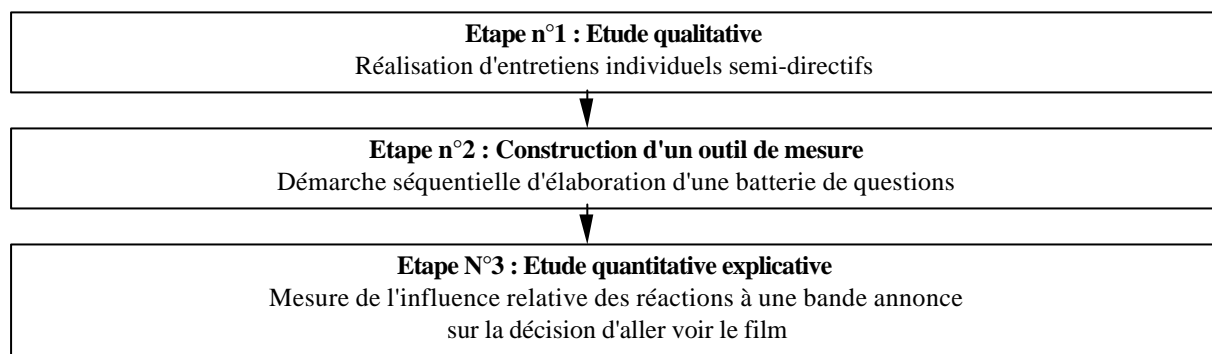 Etape n°1 : Etude qualitative
Réalisation d'entretiens individuels semi-directifs
Etape n°2 : Construction d'un outil de mesure
Démarche séquentielle d'élaboration d'une batterie de questions
Etape N°3 : Etude quantitative explicative
Mesure de l'influence relative des réactions à une bande annonce
sur la décision d'aller voir le film